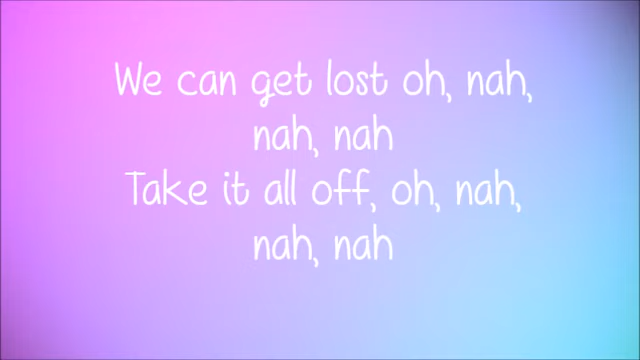 We can get lost oh, nah,
nah, nah
Take it all off, oh, nah,
nah, nah